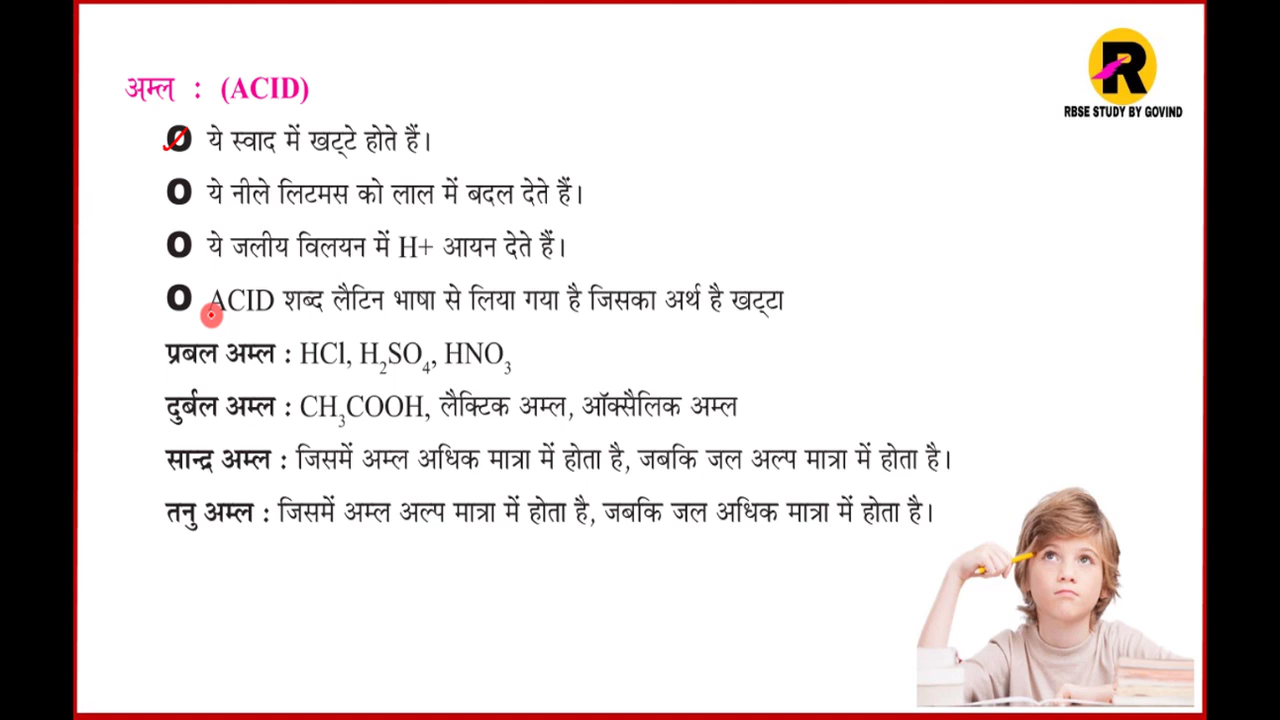 अम्ल : (ACID)
R
RBSE STUDY BY GOVIND
O ये स्वाद में खट्टे होते हैं।
O ये नीले लिटमस को लाल में बदल देते हैं।
O ये जलीय विलयन में H+ आयन देते हैं।
O ACID शब्द लैटिन भाषा से लिया गया है जिसका अर्थ है खट्टा
प्रबल अम्ल : HCl, H₂SO₄, HNO₃
दुर्बल अम्ल : CH₃COOH, लैक्टिक अम्ल, ऑक्सैलिक अम्ल
सान्द्र अम्ल : जिसमें अम्ल अधिक मात्रा में होता है, जबकि जल अल्प मात्रा में होता है।
तनु अम्ल : जिसमें अम्ल अल्प मात्रा में होता है, जबकि जल अधिक मात्रा में होता है।